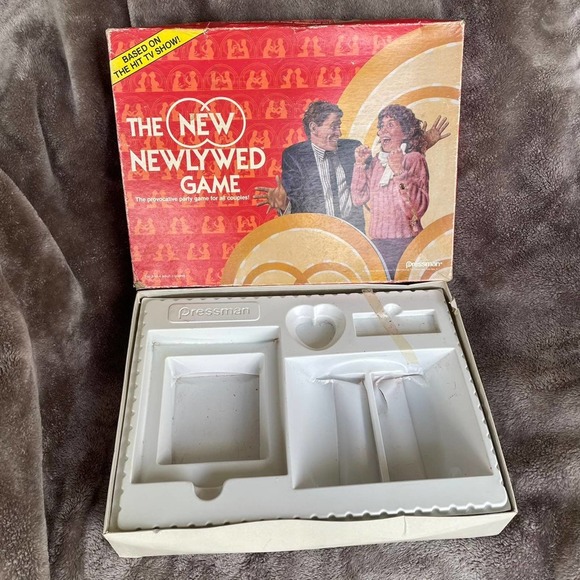 BASED ON
THE HIT TV SHOW!
THE NEW
NEWLYWED
GAME
The provocative party game for all couples!
Pressman
Pressman